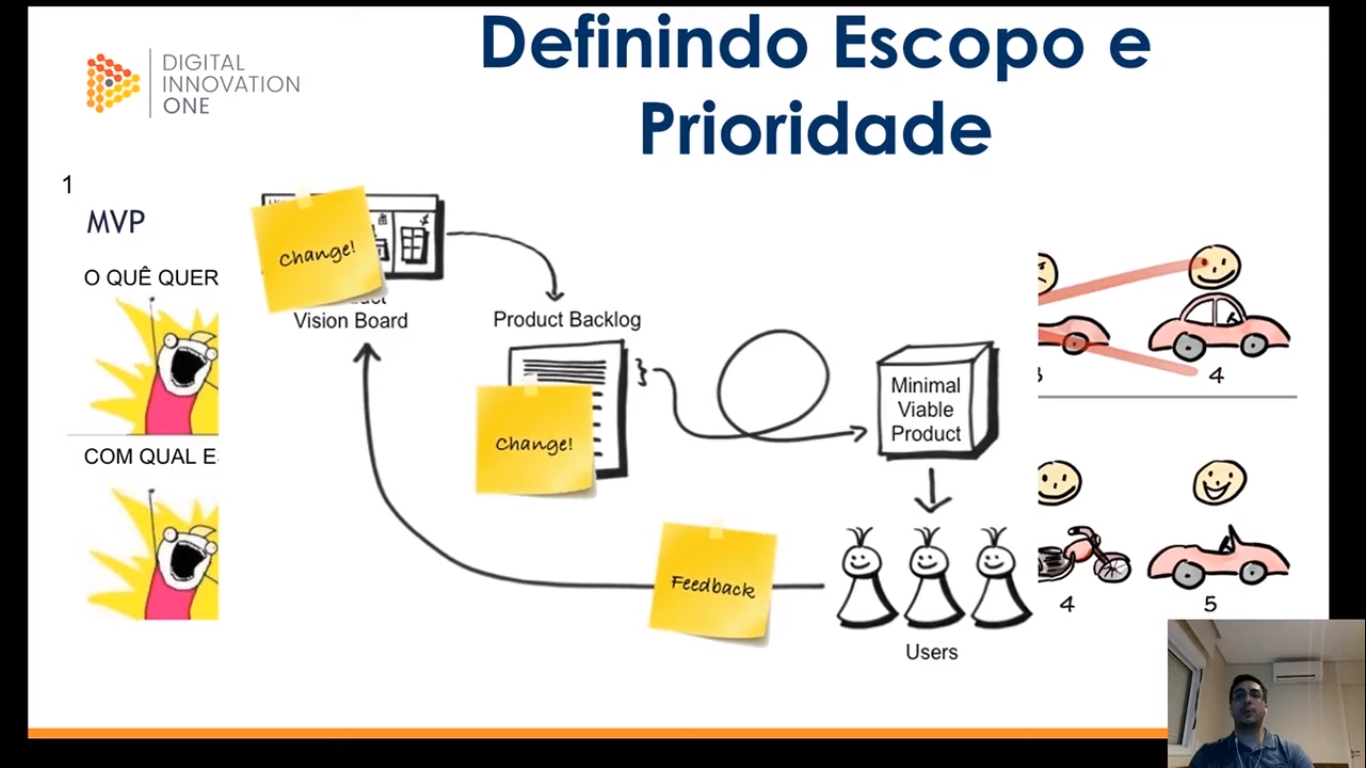 Definindo Escopo e
Prioridade
DIGITAL
INNOVATION
ONE
1
MVP
O QUÊ QUER
COM QUAL E
Change!
Vision Board
Product Backlog
Change!
Minimal
Viable
Product
Feedback
Users
4
4
5